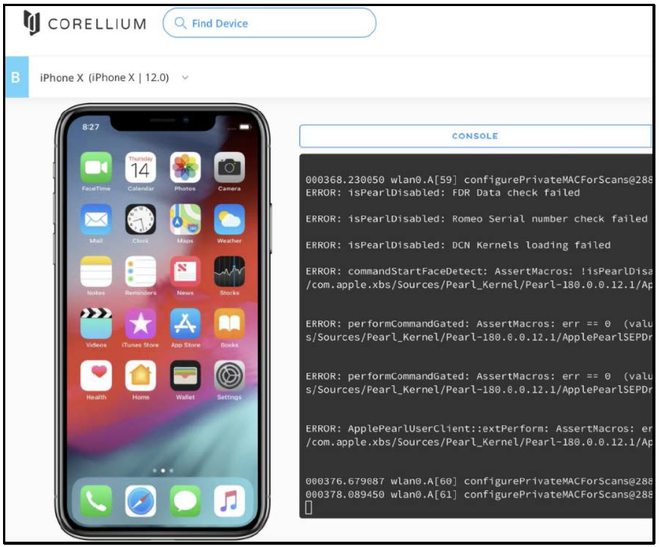 CORELLIUM
Find Device
B
iPhone X (iPhone X | 12.0)
8:27
CONSOLE
FaceTime
Calendar
Photos
Camera
Thursday
14
Mail
Clock
Maps
Weather
Notes
Reminders
News
Stocks
Videos
iTunes Store
App Store
Books
Health
Home
Wallet
Settings
000368.230050 wlan0.A[59] configurePrivateMACForScans@288
ERROR: isPearlDisabled: FDR Data check failed
ERROR: isPearlDisabled: Romeo Serial number check failed
ERROR: isPearlDisabled: DCN Kernels loading failed
ERROR: commandStartFaceDetect: AssertMacros: !isPearlDisa
/com.apple.xbs/Sources/Pearl_Kernel/Pearl-180.0.0.12.1/Ap
ERROR: performCommandGated: AssertMacros: err == 0  (valu
s/Sources/Pearl_Kernel/Pearl-180.0.0.12.1/ApplePearlSEPDr
ERROR: performCommandGated: AssertMacros: err == 0  (valu
s/Sources/Pearl_Kernel/Pearl-180.0.0.12.1/ApplePearlSEPDr
ERROR: ApplePearlUserClient::extPerform: AssertMacros: er
/com.apple.xbs/Sources/Pearl_Kernel/Pearl-180.0.0.12.1/Ap
000376.679087 wlan0.A[60] configurePrivateMACForScans@288
000378.089450 wlan0.A[61] configurePrivateMACForScans@288